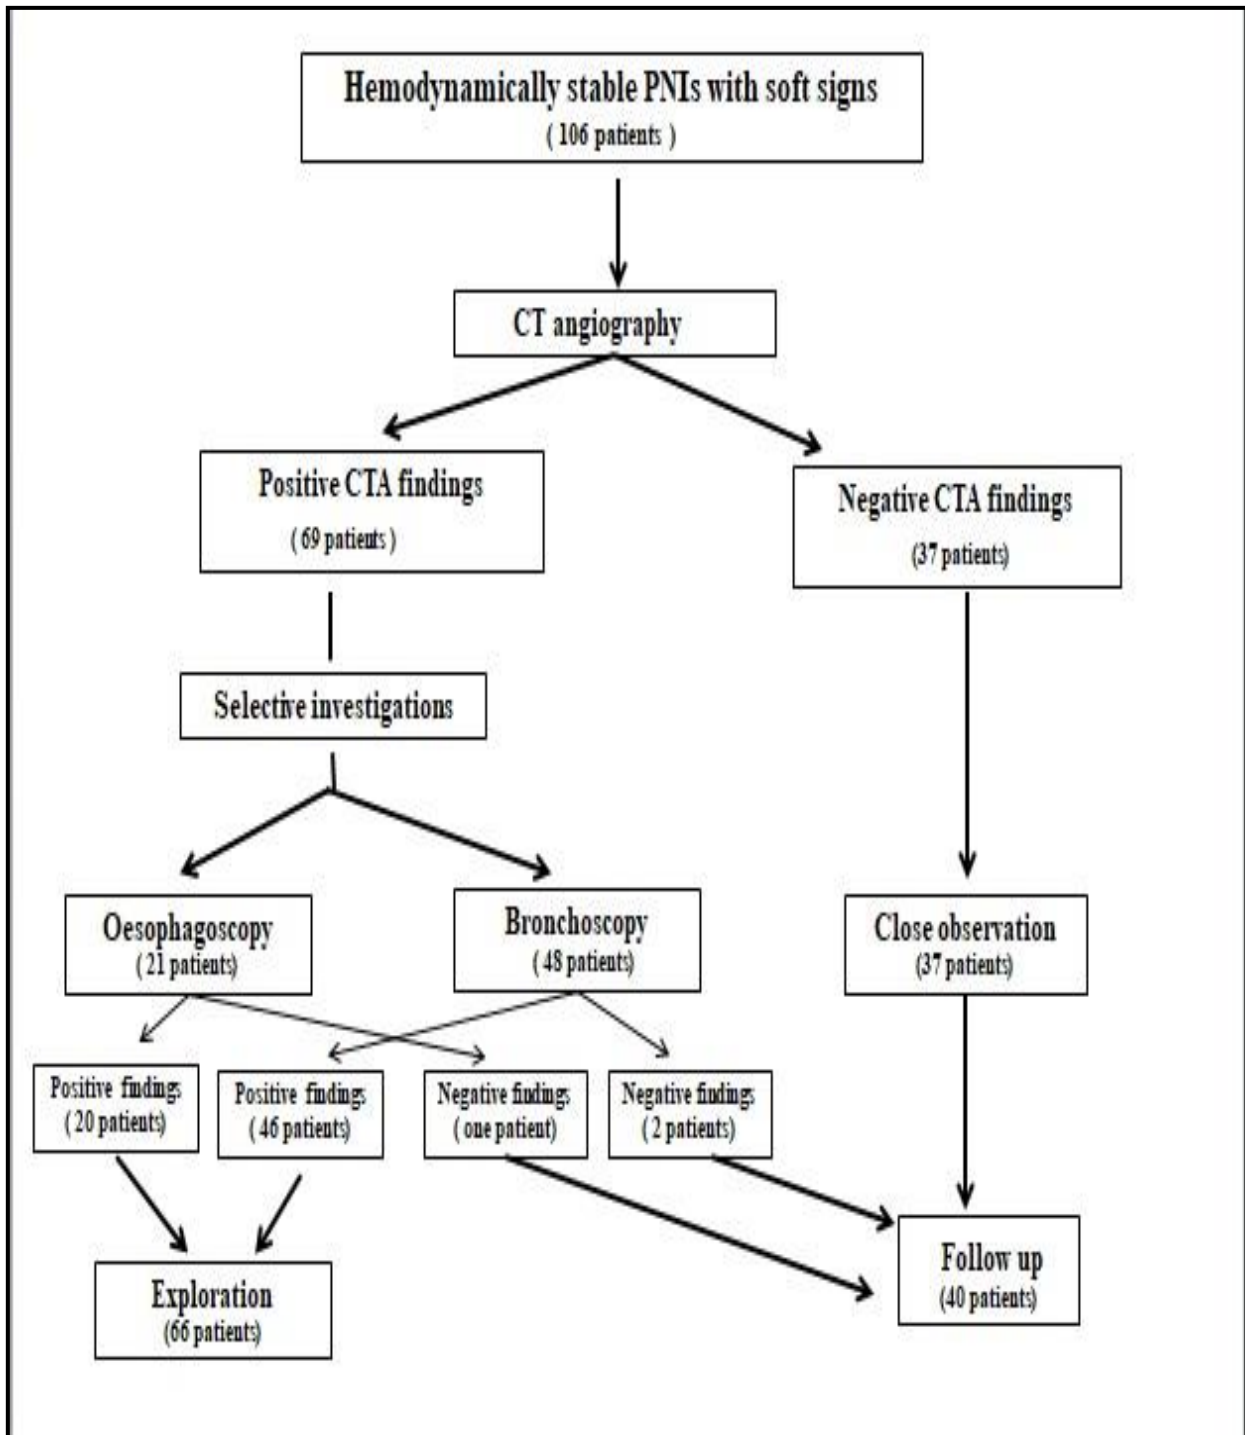 Hemodynamically stable PNIs with soft signs
( 106 patients )
CT angiography
Positive CTA findings
( 69 patients )
Negative CTA findings
(37 patients)
Selective investigations
Oesophagoscopy
( 21 patients)
Bronchoscopy
( 48 patients)
Close observation
(37 patients)
Positive findings
( 20 patients)
Positive findings
( 46 patients)
Negative findings
( one patient)
Negative findings
( 2 patients)
Exploration
(66 patients)
Follow up
(40 patients)